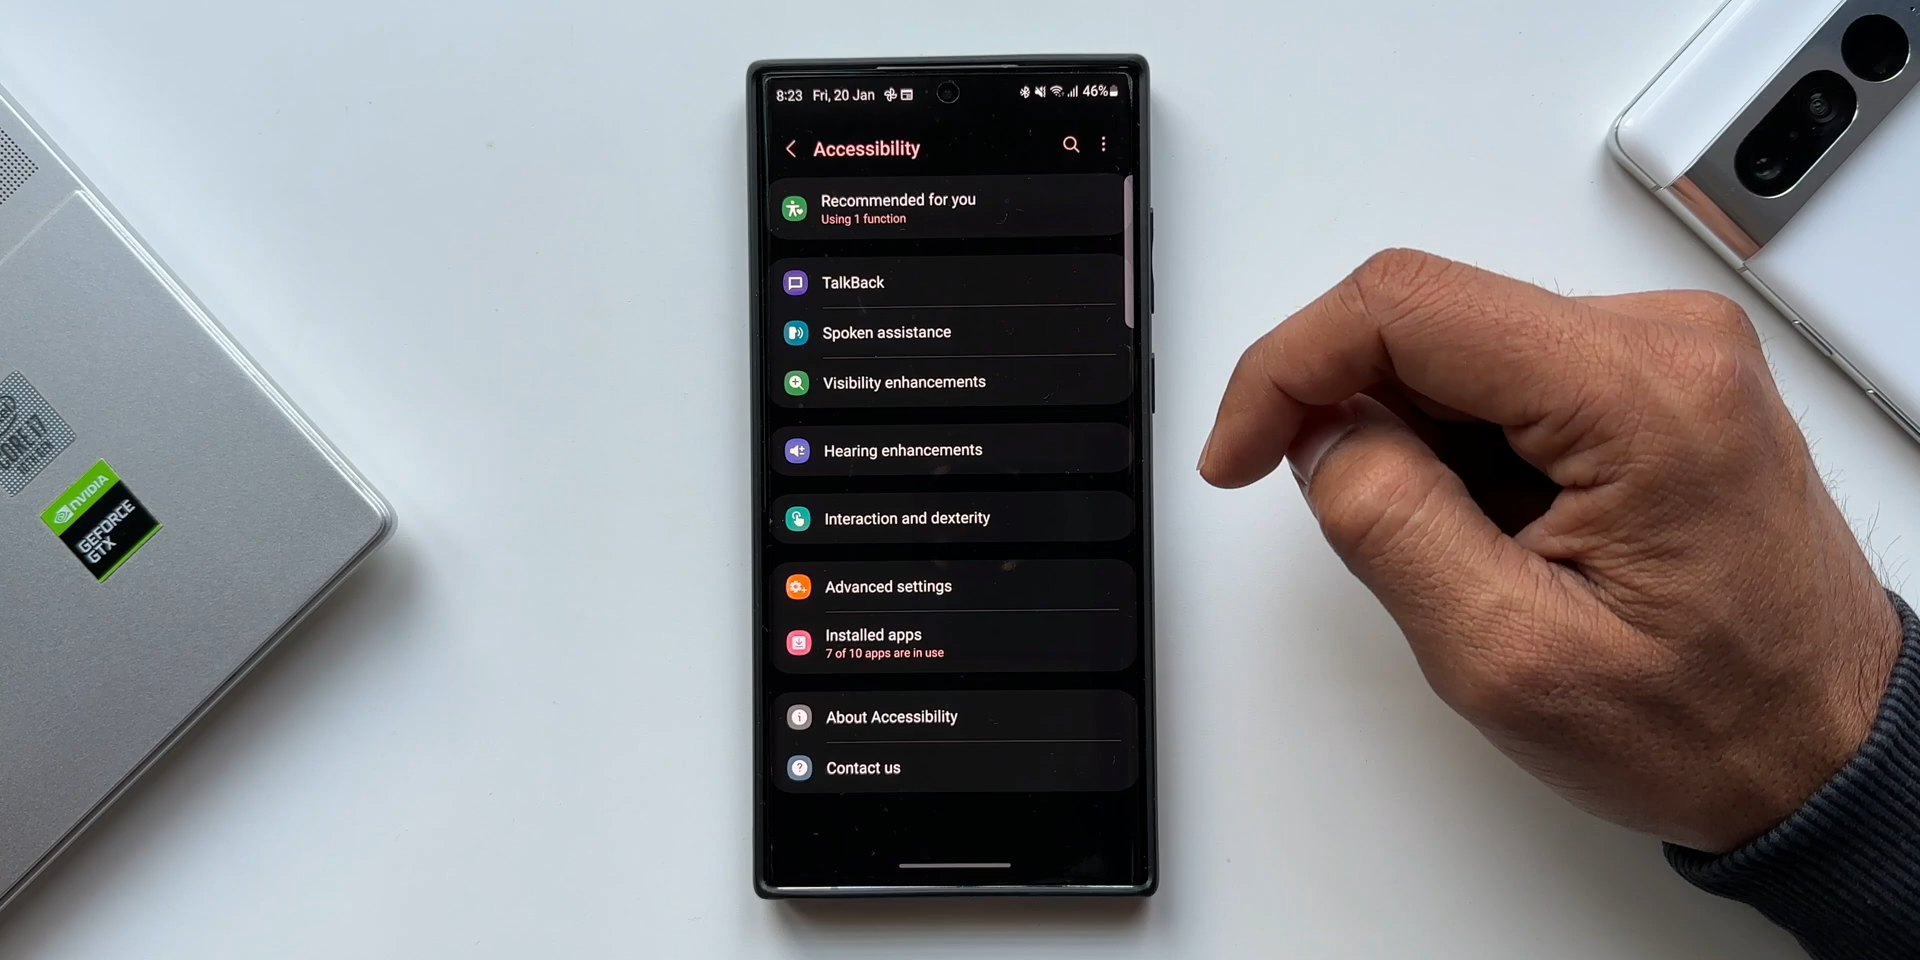 8:23 Fri, 20 Jan 46%
Accessibility
Recommended for you
Using 1 function
TalkBack
Spoken assistance
Visibility enhancements
Hearing enhancements
Interaction and dexterity
Advanced settings
Installed apps
7 of 10 apps are in use
About Accessibility
Contact us
CORE i7
NVIDIA
GEFORCE
GTX